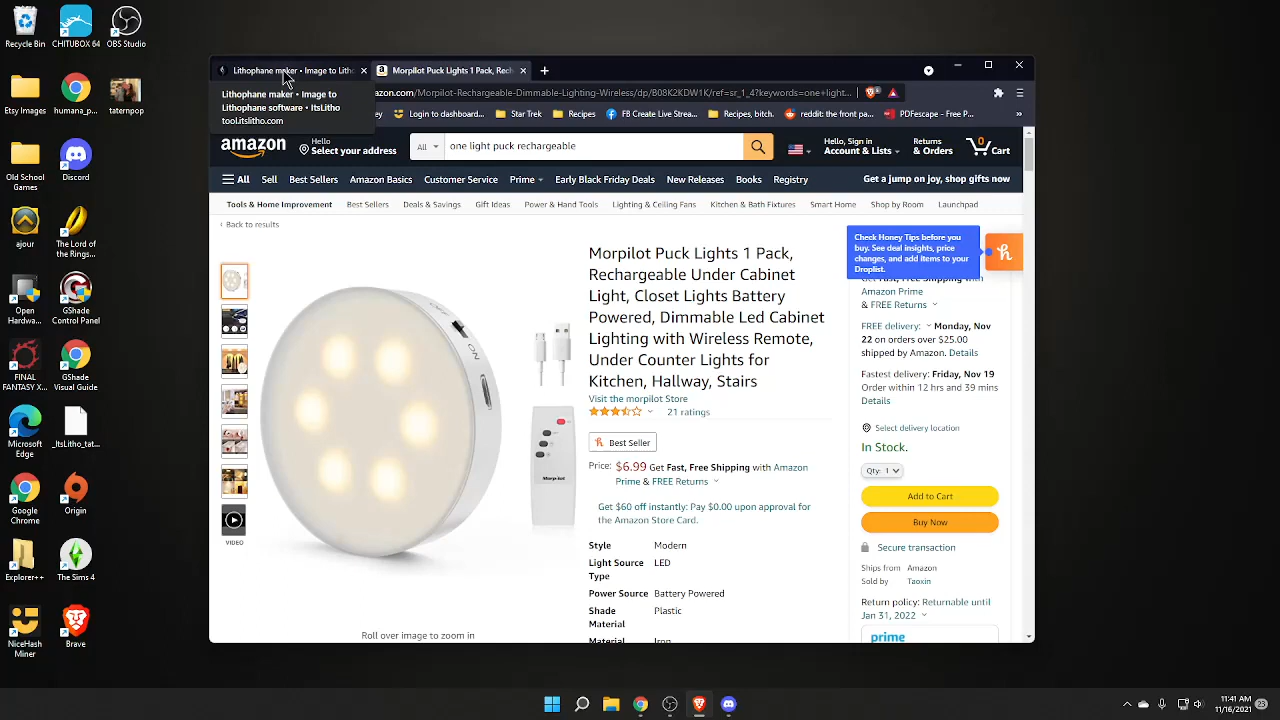 Recycle Bin
CHITUBOX 64
OBS Studio
Etsy Images
humana_co...
taternpop
Old School
Games
Discord
ajour
The Lord of
the Rings...
Open
Hardwa...
GShade
Control Panel
FINAL
FANTASY X...
GShade
Visual Guide
Microsoft
Edge
_ItsLitho_tat...
Google
Chrome
Origin
Explorer++
The Sims 4
NiceHash
Miner
Brave
Lithophane maker • Image to Litho
Morpilot Puck Lights 1 Pack, Rech
Lithophane maker • Image to
Lithophane software • ItsLitho
tool.itslitho.com
azon.com/Morpilot-Rechargeable-Dimmable-Lighting-Wireless/dp/B08K2KDW1K/ref=sr_1_4?keywords=one+light...
Login to dashboard...
Star Trek
Recipes
FB Create Live Strea...
Recipes, bitch.
reddit: the front pa...
PDFescape - Free P...
»
amazon
Hello
Select your address
All
one light puck rechargeable
Hello, Sign in
Account & Lists
Returns
& Orders
0
Cart
All
Sell
Best Sellers
Amazon Basics
Customer Service
Prime
Early Black Friday Deals
New Releases
Books
Registry
Get a jump on joy, shop gifts now
Tools & Home Improvement
Best Sellers
Deals & Savings
Gift Ideas
Power & Hand Tools
Lighting & Ceiling Fans
Kitchen & Bath Fixtures
Smart Home
Shop by Room
Launchpad
‹ Back to results
VIDEO
OFF
ON
Morpilot
Roll over image to zoom in
Morpilot Puck Lights 1 Pack,
Rechargeable Under Cabinet
Light, Closet Lights Battery
Powered, Dimmable Led Cabinet
Lighting with Wireless Remote,
Under Counter Lights for
Kitchen, Hallway, Stairs
Visit the morpilot Store
21 ratings
Best Seller
Price: $6.99 Get Fast, Free Shipping with Amazon
Prime & FREE Returns
Get $60 off instantly: Pay $0.00 upon approval for
the Amazon Store Card.
Style Modern
Light Source LED
Type
Power Source Battery Powered
Shade Plastic
Material
Material Iron
Check Honey Tips before you
buy. See deal insights, price
changes, and add items to your
Droplist.
h
Get Fast, Free Shipping with
Amazon Prime
& FREE Returns
FREE delivery: Monday, Nov
22 on orders over $25.00
shipped by Amazon. Details
Fastest delivery: Friday, Nov 19
Order within 12 hrs and 39 mins
Details
Select delivery location
In Stock.
Qty: 1
Add to Cart
Buy Now
Secure transaction
Ships from Amazon
Sold by Taoxin
Return policy: Returnable until
Jan 31, 2022
prime
11:41 AM
11/16/2021